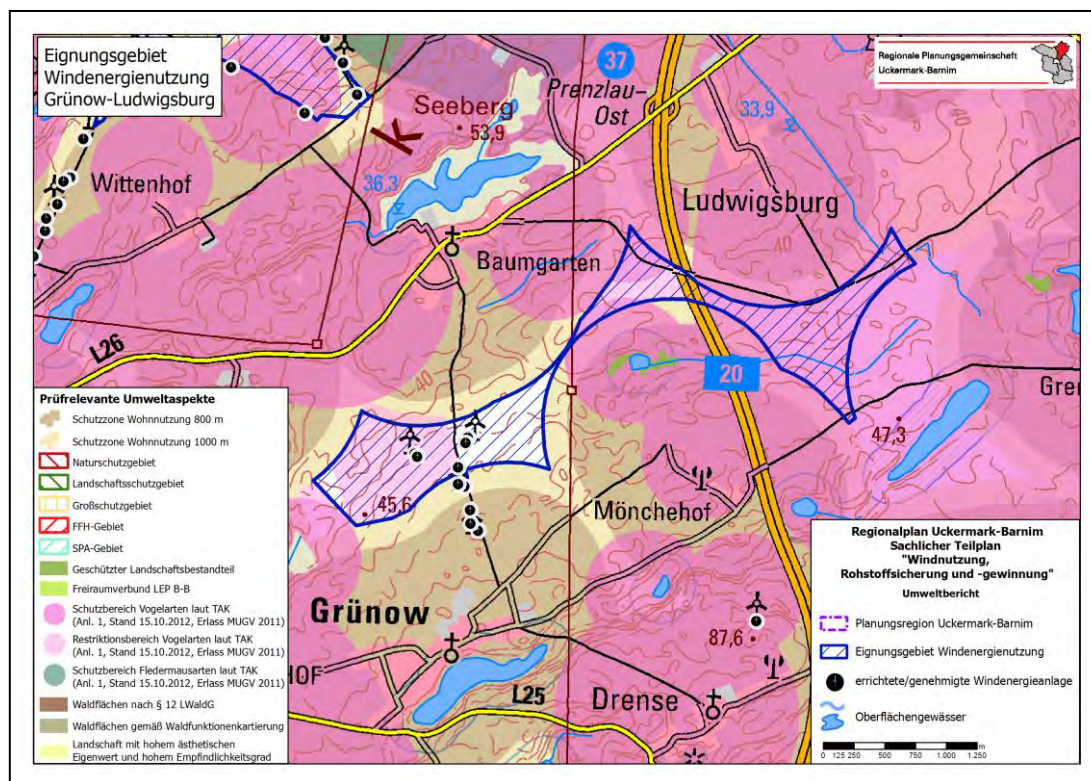 Eignungsgebiet
Windenergienutzung
Grünow-Ludwigsburg
Regionale Planungsgemeinschaft
Uckermark-Barnim
37
Prenzlau-
Ost
Seeberg
53,9
K
33,9
40
Wittenhof
36,3
Ludwigsburg
40
Baumgarten
L26
40
20
47,3
45,6
Mönchehof
Grünow
87,6
HOF
Drense
L25
Prüfrelevante Umweltaspekte
Schutzzone Wohnnutzung 800 m
Schutzzone Wohnnutzung 1000 m
Naturschutzgebiet
Landschaftsschutzgebiet
Großschutzgebiet
FFH-Gebiet
SPA-Gebiet
Geschützter Landschaftsbestandteil
Freiraumverbund LEP B-B
Schutzbereich Vogelarten laut TAK
(Anl. 1, Stand 15.10.2012, Erlass MUGV 2011)
Restriktionsbereich Vogelarten laut TAK
(Anl. 1, Stand 15.10.2012, Erlass MUGV 2011)
Schutzbereich Fledermausarten laut TAK
(Anl. 1, Stand 15.10.2012, Erlass MUGV 2011)
Waldflächen nach § 12 LWaldG
Waldflächen gemäß Waldfunktionenkartierung
Landschaft mit hohem ästhetischen
Eigenwert und hohem Empfindlichkeitsgrad
Regionalplan Uckermark-Barnim
Sachlicher Teilplan
"Windnutzung,
Rohstoffsicherung und -gewinnung"
Umweltbericht
Planungsregion Uckermark-Barnim
Eignungsgebiet Windenergienutzung
errichtete/genehmigte Windenergieanlage
Oberflächengewässer
0 125 250 500 750 1.000 1.250 m